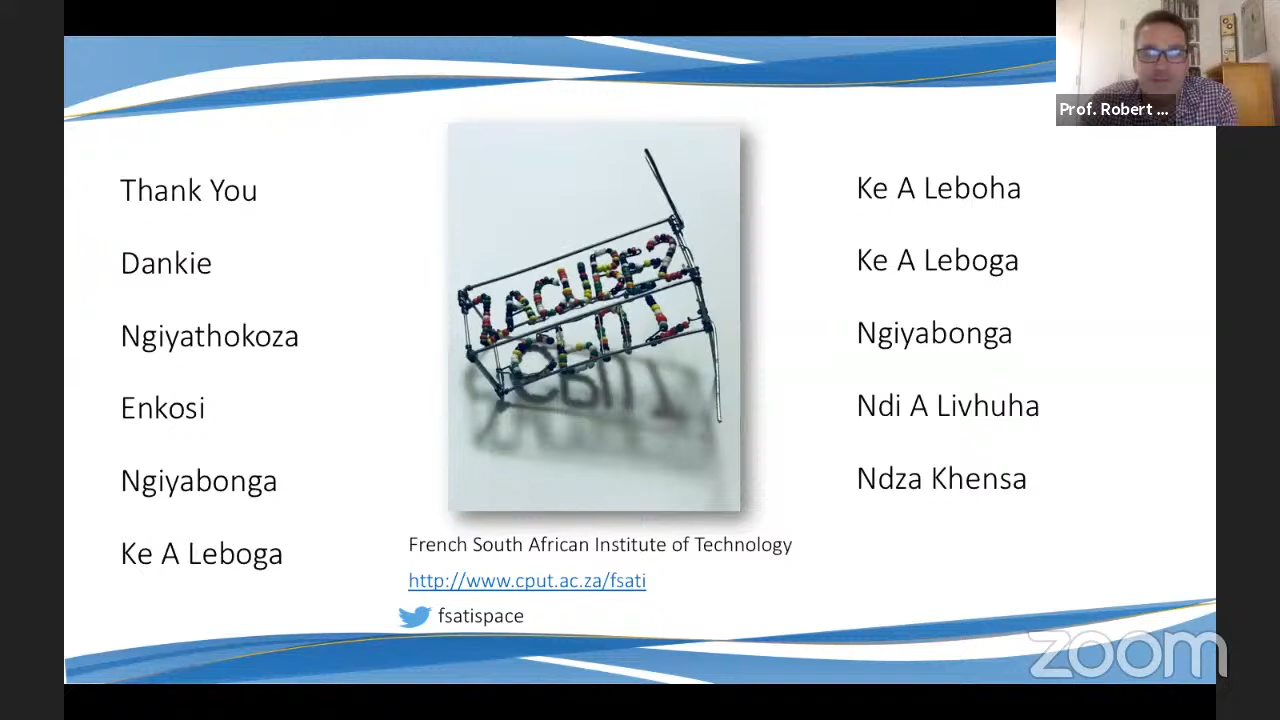 Prof. Robert ...
Thank You
Dankie
Ngiyathokoza
Enkosi
Ngiyabonga
Ke A Leboga
ZACUBE2
French South African Institute of Technology
http://www.cput.ac.za/fsati
fsatispace
Ke A Leboha
Ke A Leboga
Ngiyabonga
Ndi A Livhuha
Ndza Khensa
zoom